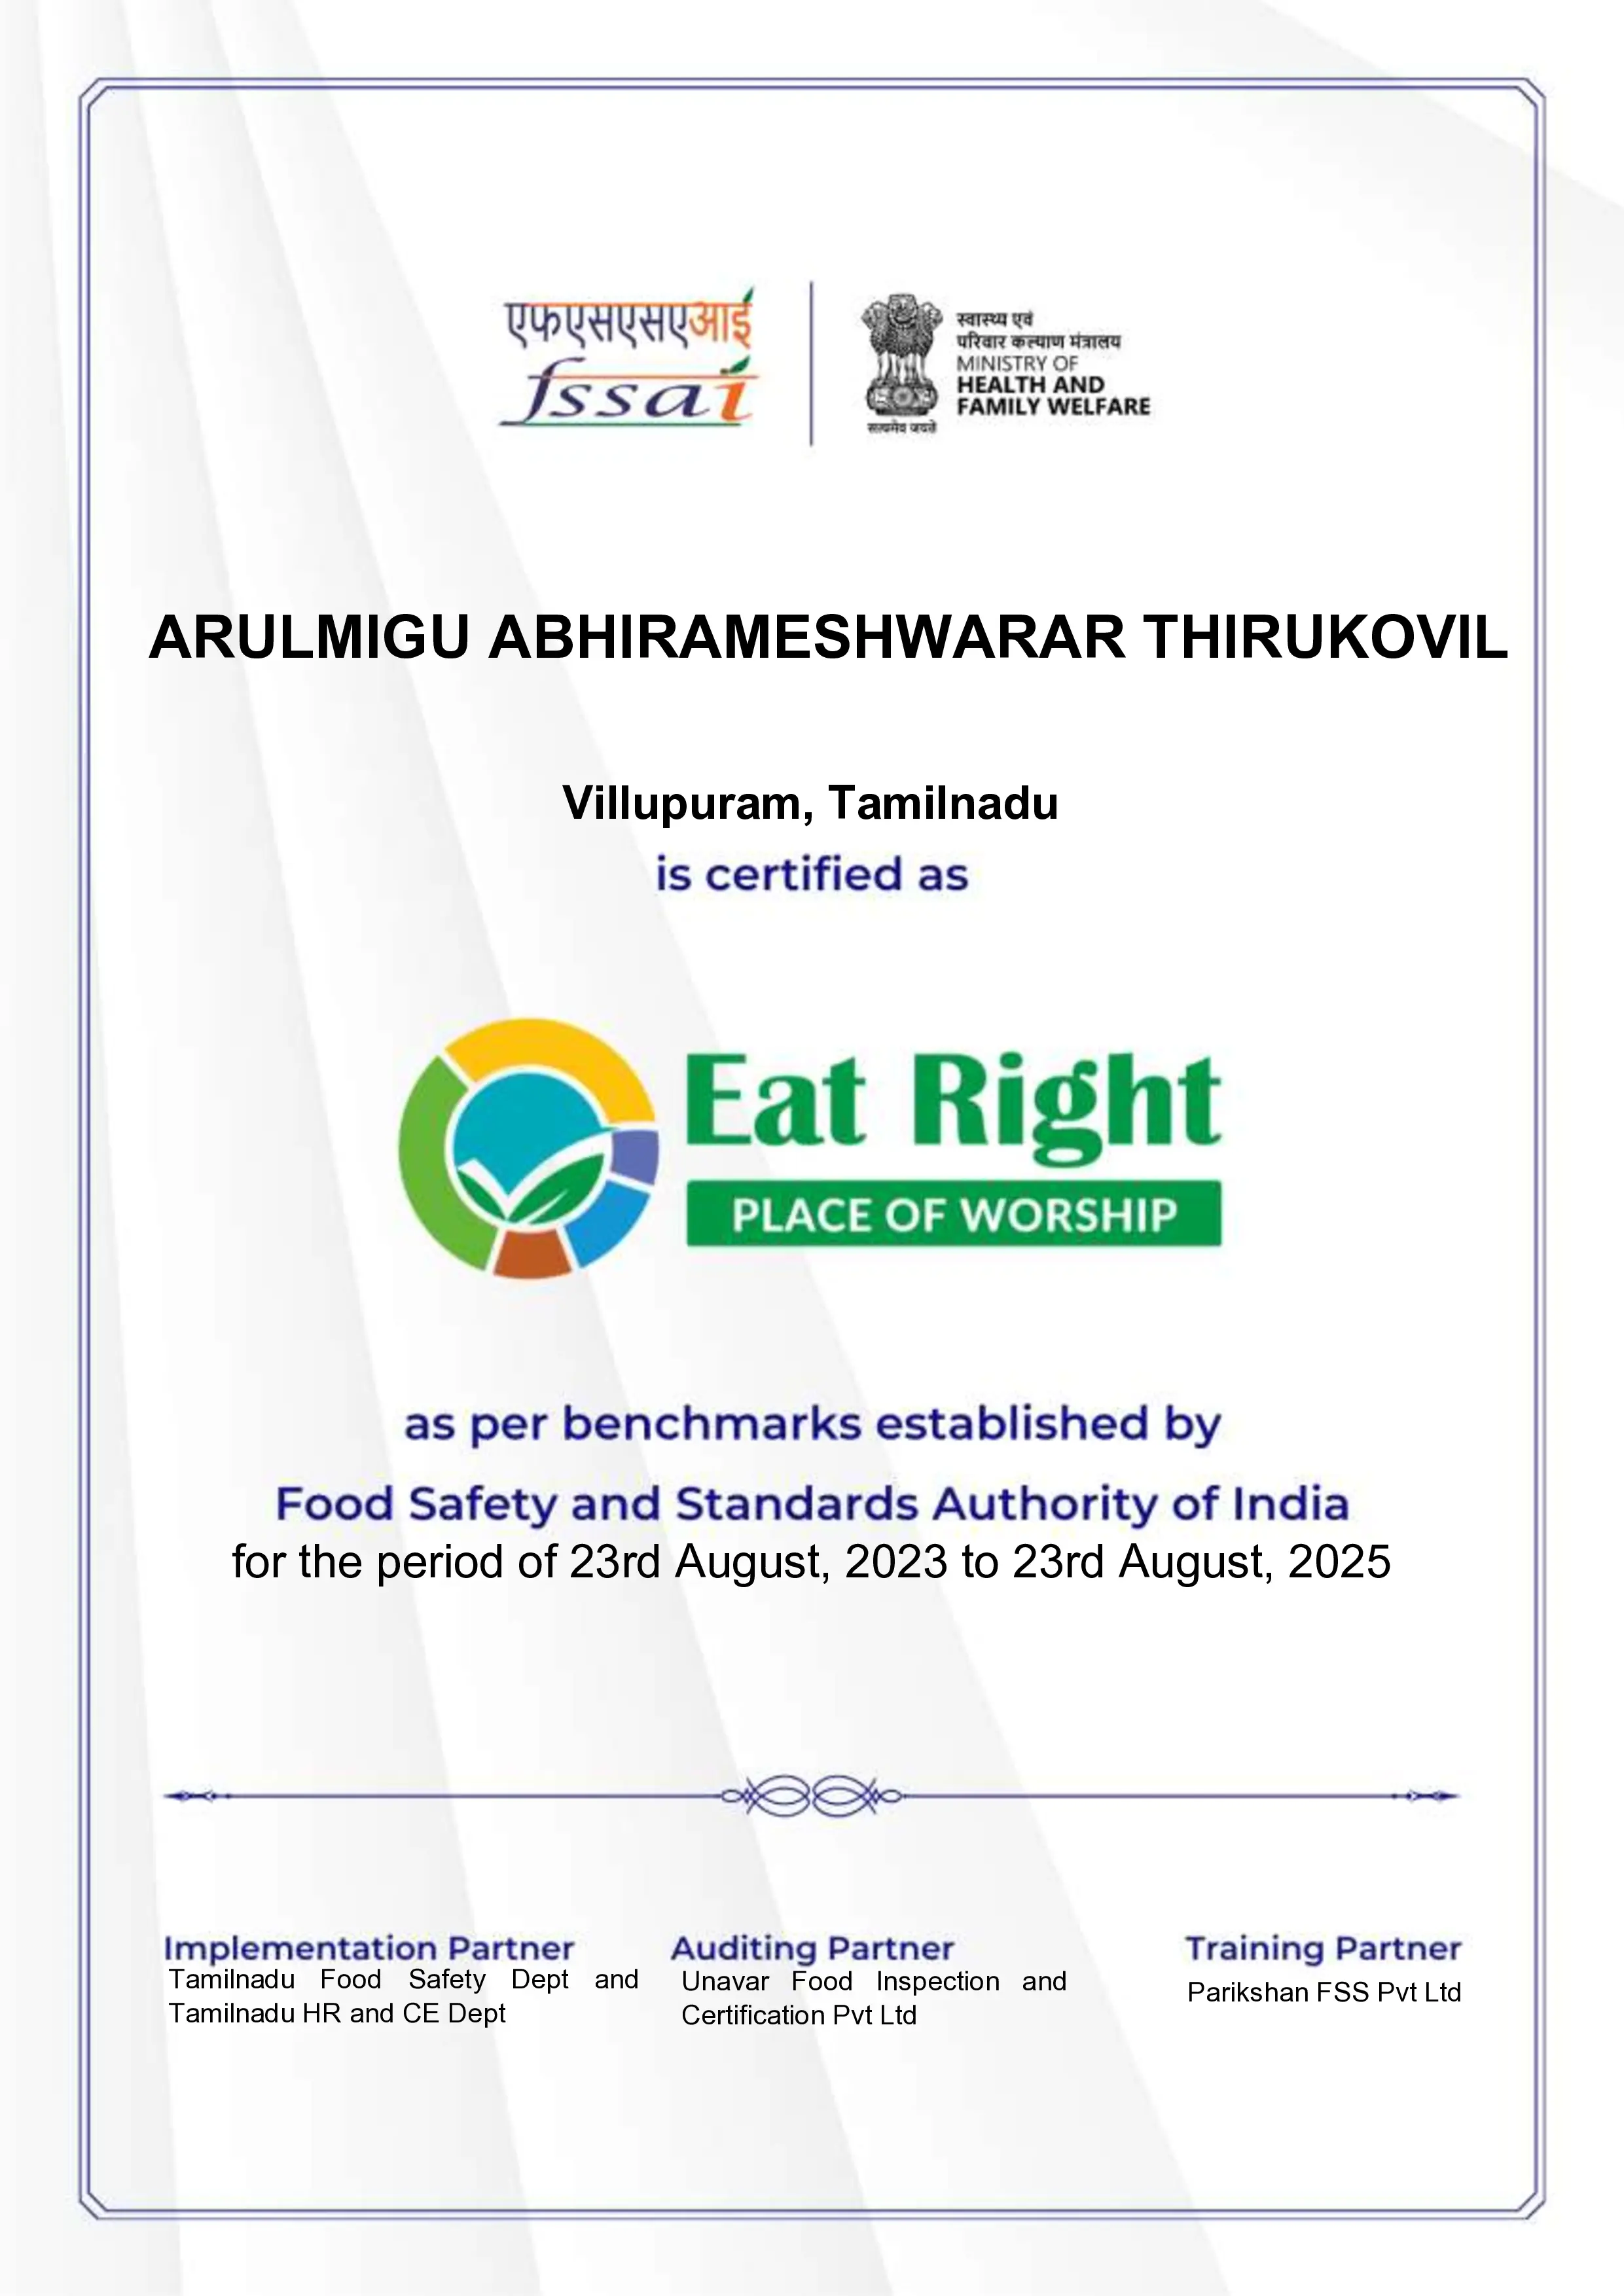 एफएसएसएआई
fssai
स्वास्थ्य एवं
परिवार कल्याण मंत्रालय
MINISTRY OF
HEALTH AND
FAMILY WELFARE
सत्यमेव जयते
ARULMIGU ABHIRAMESHWARAR THIRUKOVIL
Villupuram, Tamilnadu
is certified as
Eat Right
PLACE OF WORSHIP
as per benchmarks established by
Food Safety and Standards Authority of India
for the period of 23rd August, 2023 to 23rd August, 2025
Implementation Partner
Tamilnadu Food Safety Dept and
Tamilnadu HR and CE Dept
Auditing Partner
Unavar Food Inspection and
Certification Pvt Ltd
Training Partner
Parikshan FSS Pvt Ltd